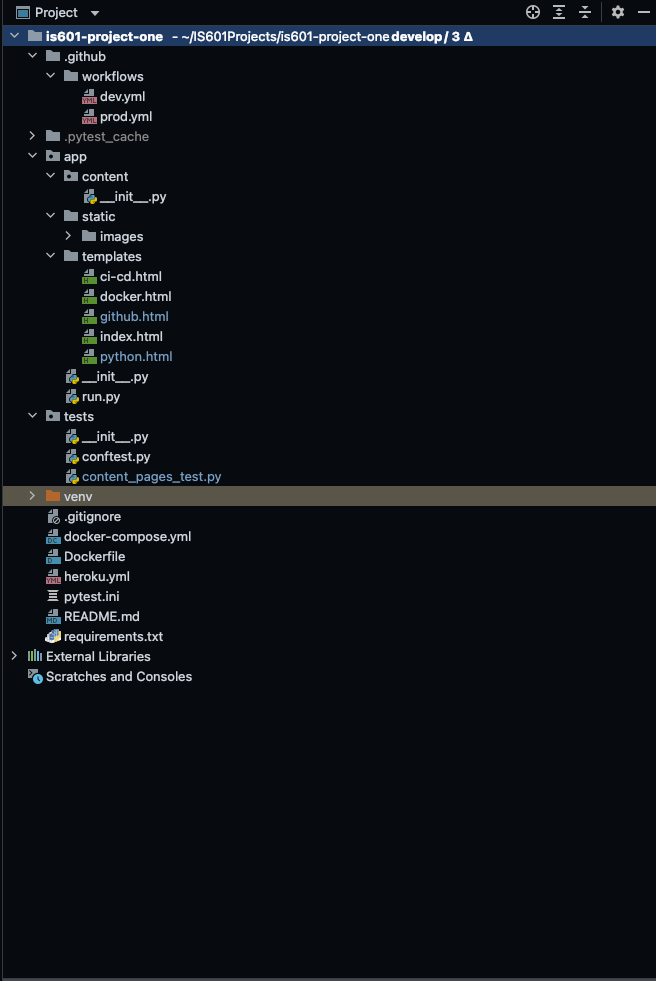 Project
is601-project-one - ~/IS601Projects/is601-project-one develop / 3 Δ
.github
workflows
dev.yml
prod.yml
.pytest_cache
app
content
__init__.py
static
images
templates
ci-cd.html
docker.html
github.html
index.html
python.html
__init__.py
run.py
tests
__init__.py
conftest.py
content_pages_test.py
venv
.gitignore
docker-compose.yml
Dockerfile
heroku.yml
pytest.ini
README.md
requirements.txt
External Libraries
Scratches and Consoles